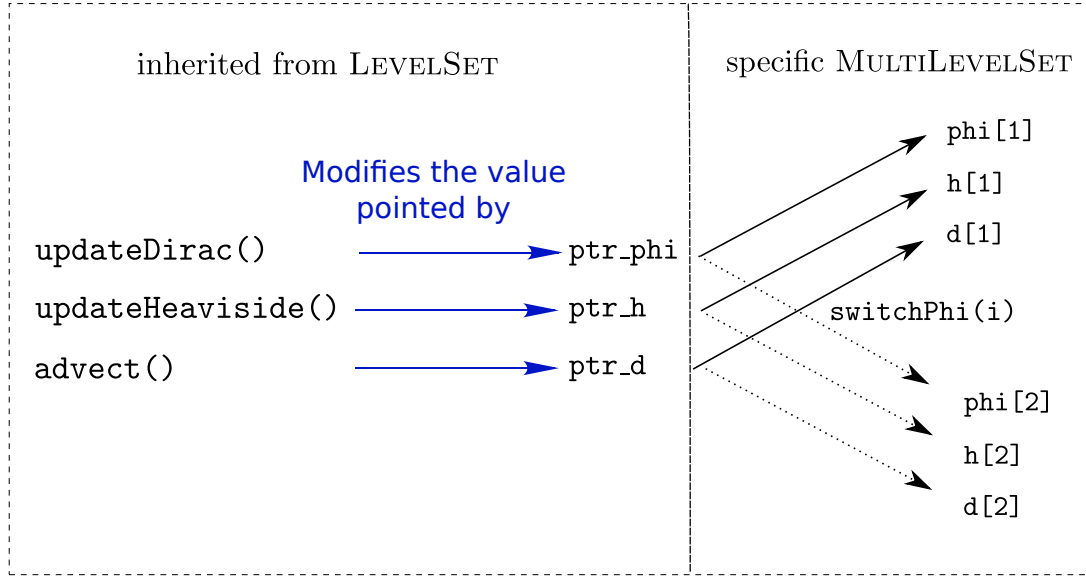 inherited from LEVELSET
specific MULTILEVELSET
Modifies the value
pointed by
updateDirac()
ptr_phi
updateHeaviside()
ptr_h
advect()
ptr_d
phi[1]
h[1]
d[1]
switchPhi(i)
phi[2]
h[2]
d[2]